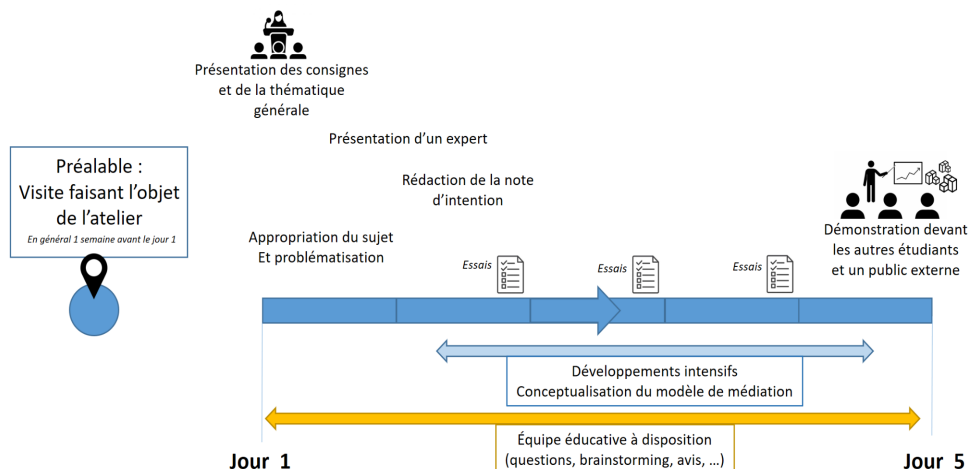 Présentation des consignes
et de la thématique
générale
Présentation d'un expert
Préalable :
Visite faisant l'objet
de l'atelier
En général 1 semaine avant le jour 1
Rédaction de la note
d'intention
Appropriation du sujet
Et problématisation
Essais
Essais
Essais
Démonstration devant
les autres étudiants
et un public externe
Développements intensifs
Conceptualisation du modèle de médiation
Équipe éducative à disposition
(questions, brainstorming, avis, ...)
Jour 1
Jour 5